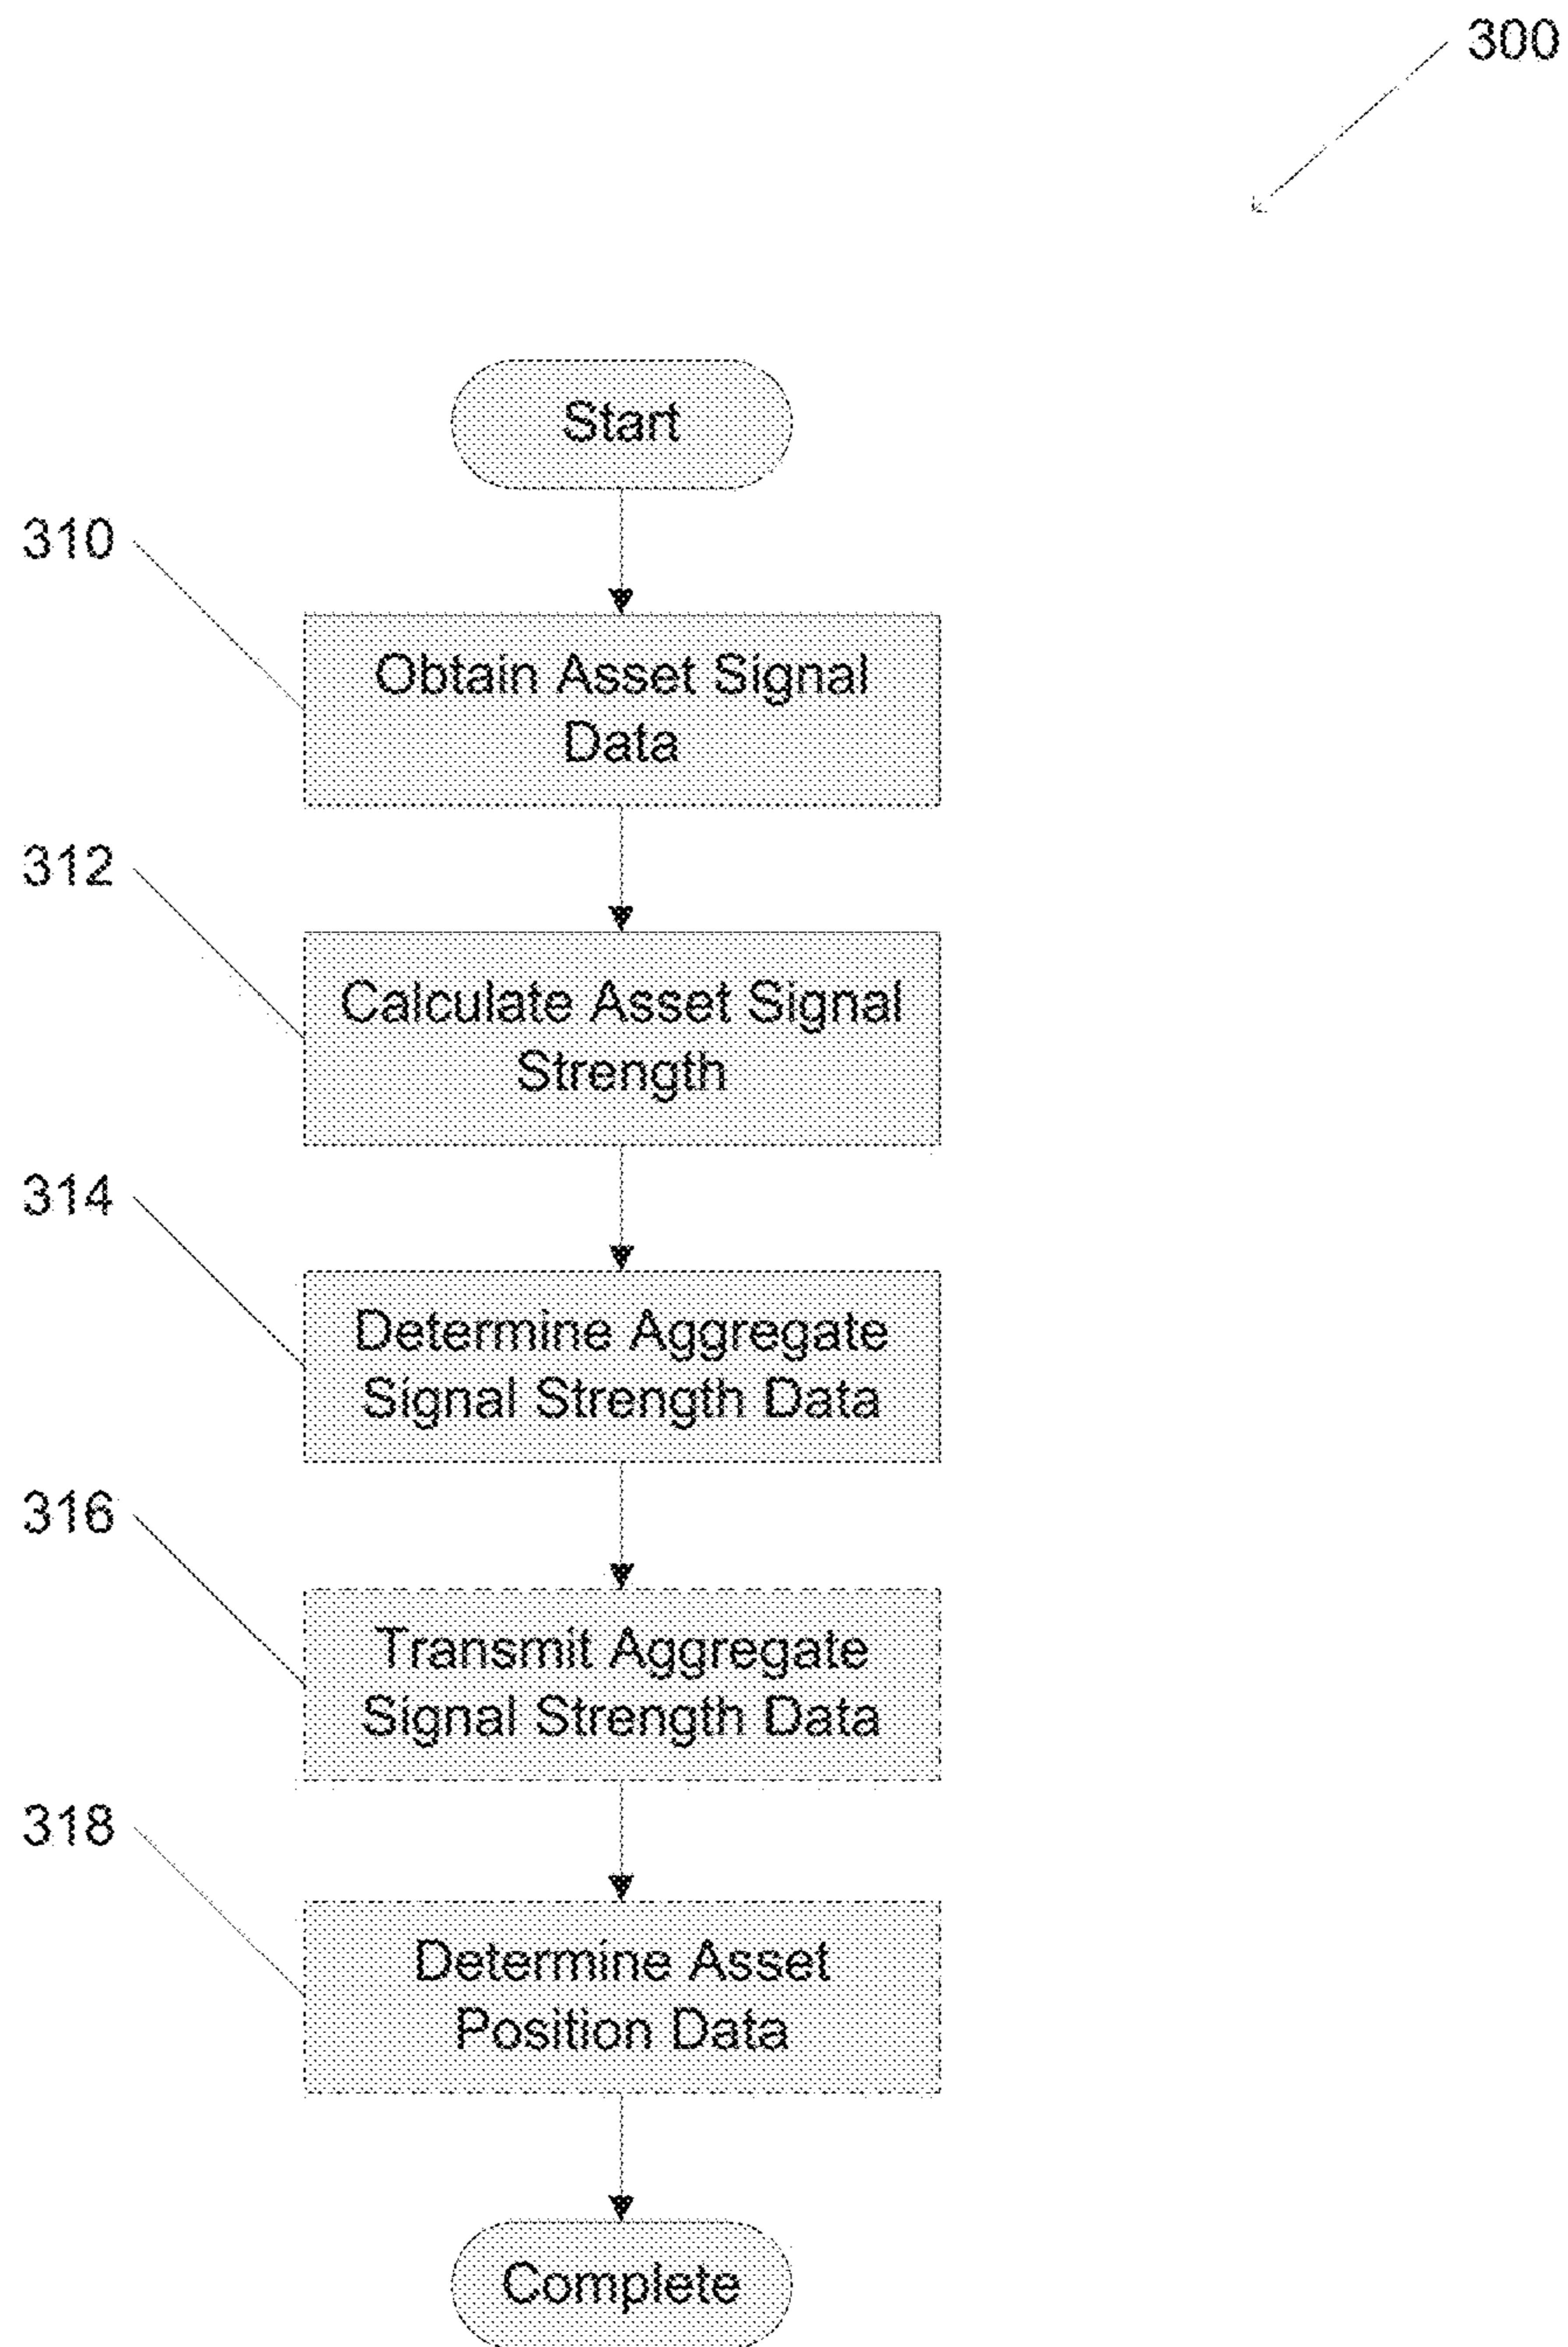 300
Start
310
Obtain Asset Signal
Data
312
Calculate Asset Signal
Strength
314
Determine Aggregate
Signal Strength Data
316
Transmit Aggregate
Signal Strength Data
318
Determine Asset
Position Data
Complete